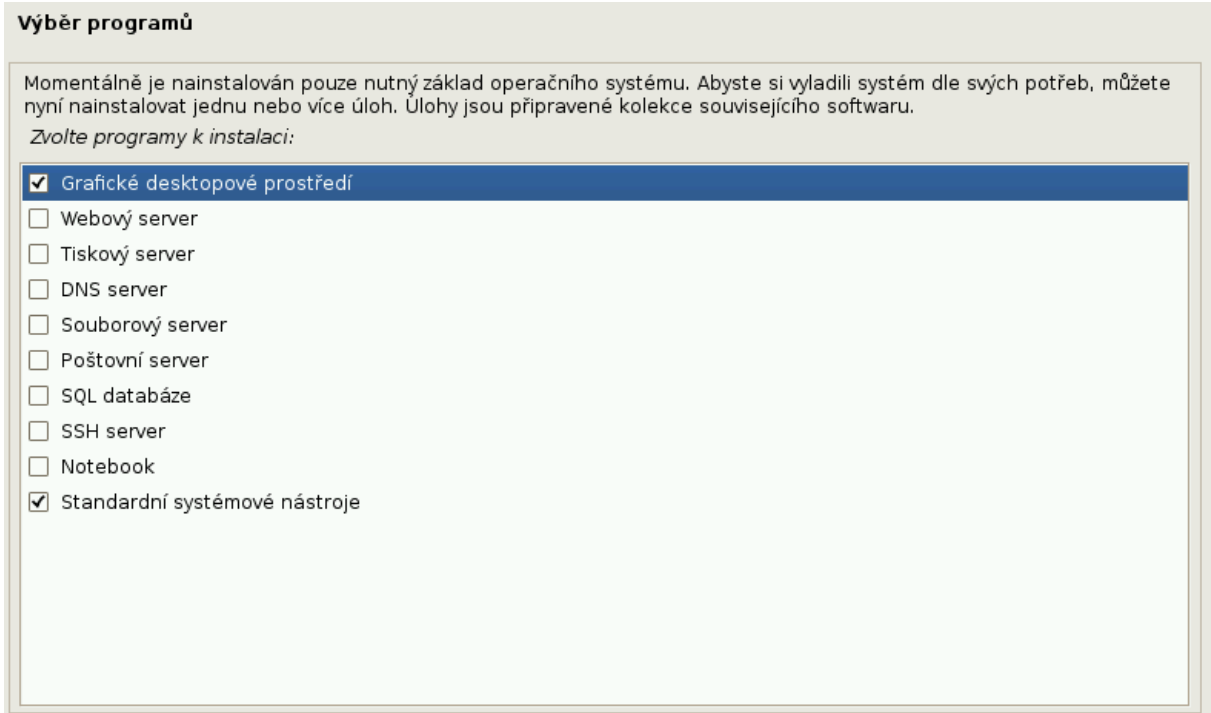 Výběr programů
Momentálně je nainstalován pouze nutný základ operačního systému. Abyste si vyladili systém dle svých potřeb, můžete
nyní nainstalovat jednu nebo více úloh. Úlohy jsou připravené kolekce souvisejícího softwaru.
Zvolte programy k instalaci:
Grafické desktopové prostředí
Webový server
Tiskový server
DNS server
Souborový server
Poštovní server
SQL databáze
SSH server
Notebook
Standardní systémové nástroje